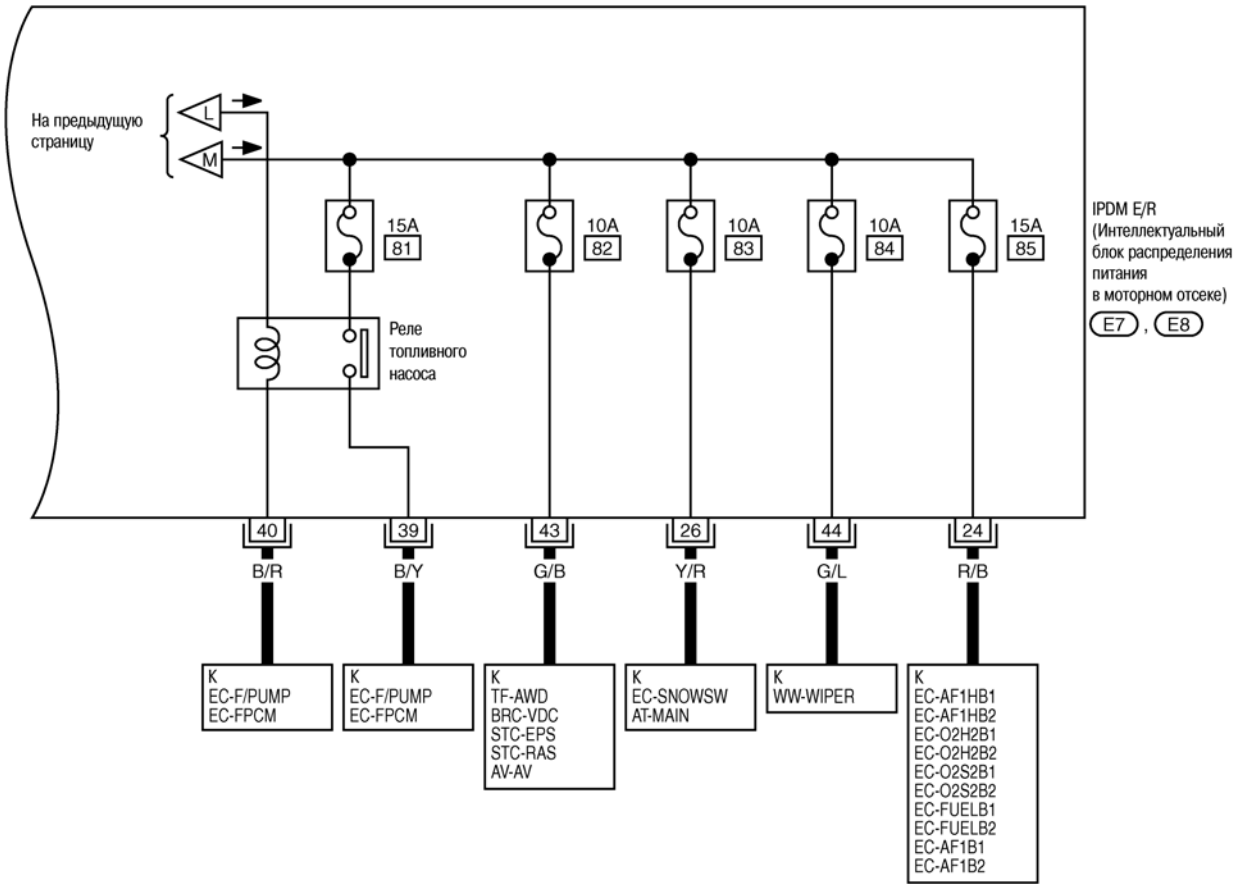 На предыдущую
страницу
L
M
15A
81
10A
82
10A
83
10A
84
15A
85
IPDM E/R
(Интеллектуальный
блок распределения
питания
в моторном отсеке)
E7 , E8
Реле
топливного
насоса
40
39
43
26
44
24
B/R
B/Y
G/B
Y/R
G/L
R/B
К
EC-F/PUMP
EC-FPCM
К
EC-F/PUMP
EC-FPCM
К
TF-AWD
BRC-VDC
STC-EPS
STC-RAS
AV-AV
К
EC-SNOWSW
AT-MAIN
К
WW-WIPER
К
EC-AF1HB1
EC-AF1HB2
EC-O2H2B1
EC-O2H2B2
EC-O2S2B1
EC-O2S2B2
EC-FUELB1
EC-FUELB2
EC-AF1B1
EC-AF1B2